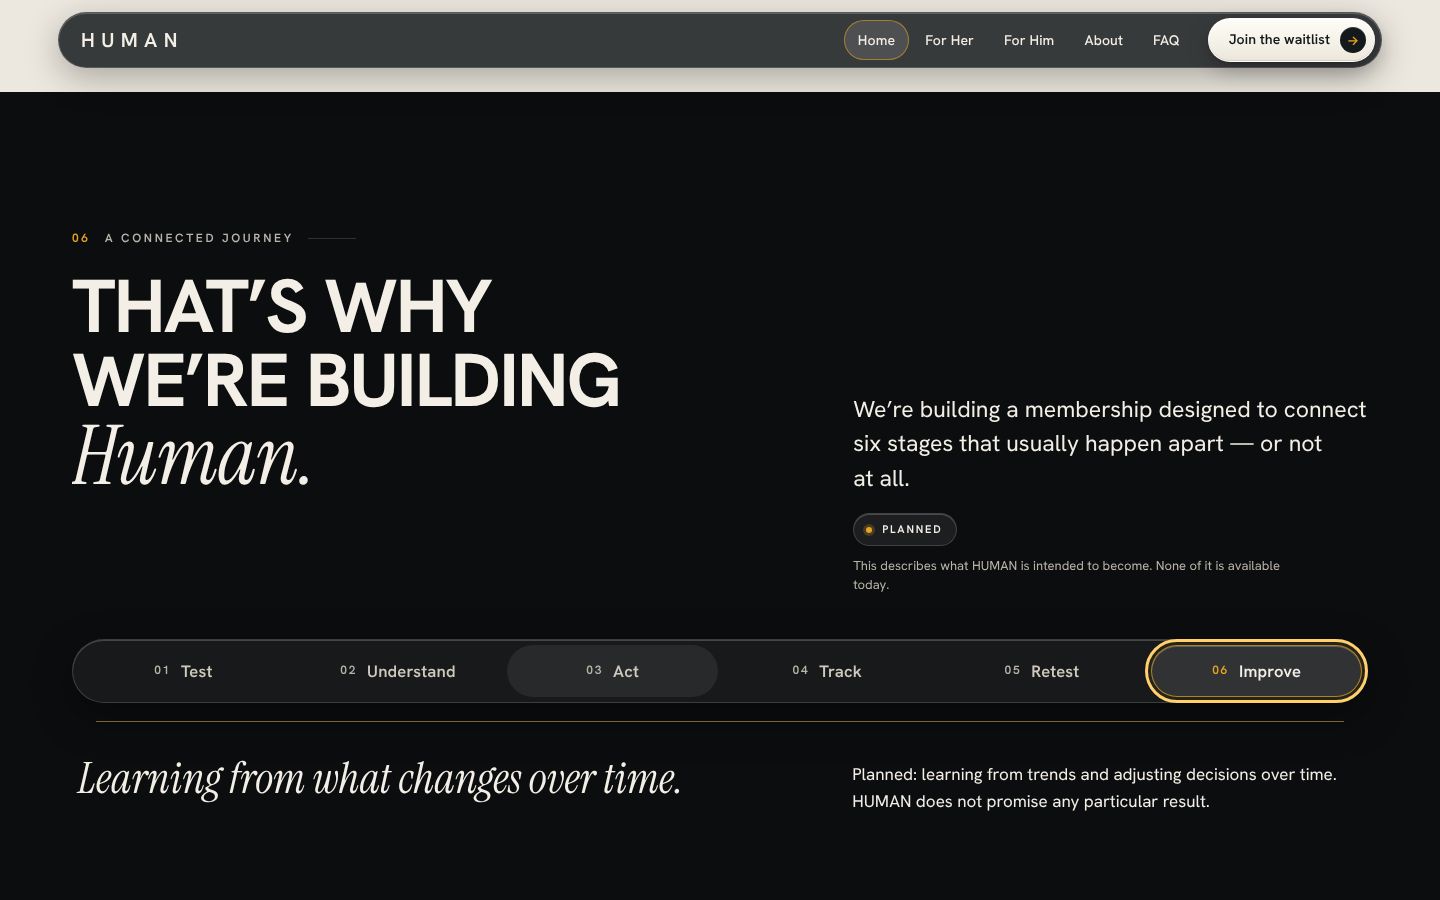 HUMAN
Home
For Her
For Him
About
FAQ
Join the waitlist →
06 A CONNECTED JOURNEY
THAT’S WHY
WE’RE BUILDING
Human.
We’re building a membership designed to connect
six stages that usually happen apart — or not
at all.
PLANNED
This describes what HUMAN is intended to become. None of it is available
today.
01 Test
02 Understand
03 Act
04 Track
05 Retest
06 Improve
Learning from what changes over time.
Planned: learning from trends and adjusting decisions over time.
HUMAN does not promise any particular result.